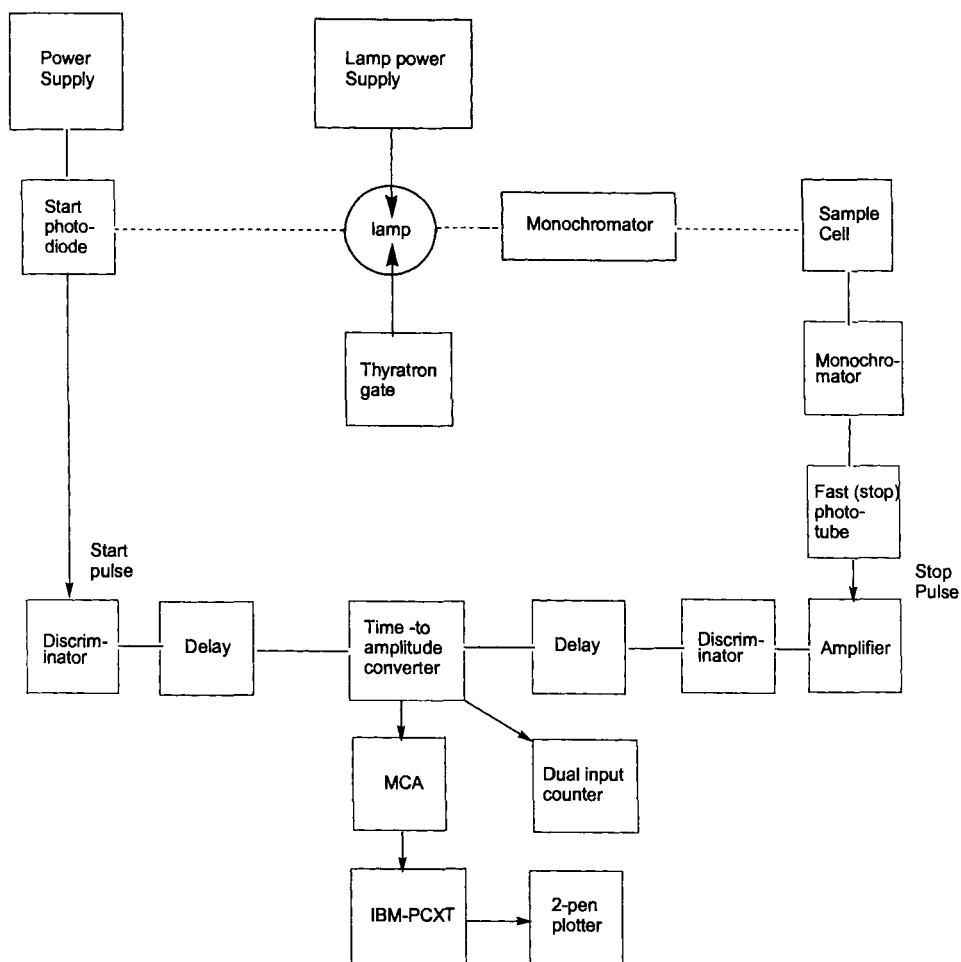 Power
Supply
Lamp power
Supply
Start
photo-
diode
lamp
Monochromator
Sample
Cell
Thyratron
gate
Monochro-
mator
Fast (stop)
photo-
tube
Start
pulse
Stop
Pulse
Discrim-
inator
Delay
Time -to
amplitude
converter
Delay
Discrim-
inator
Amplifier
MCA
Dual input
counter
IBM-PCXT
2-pen
plotter